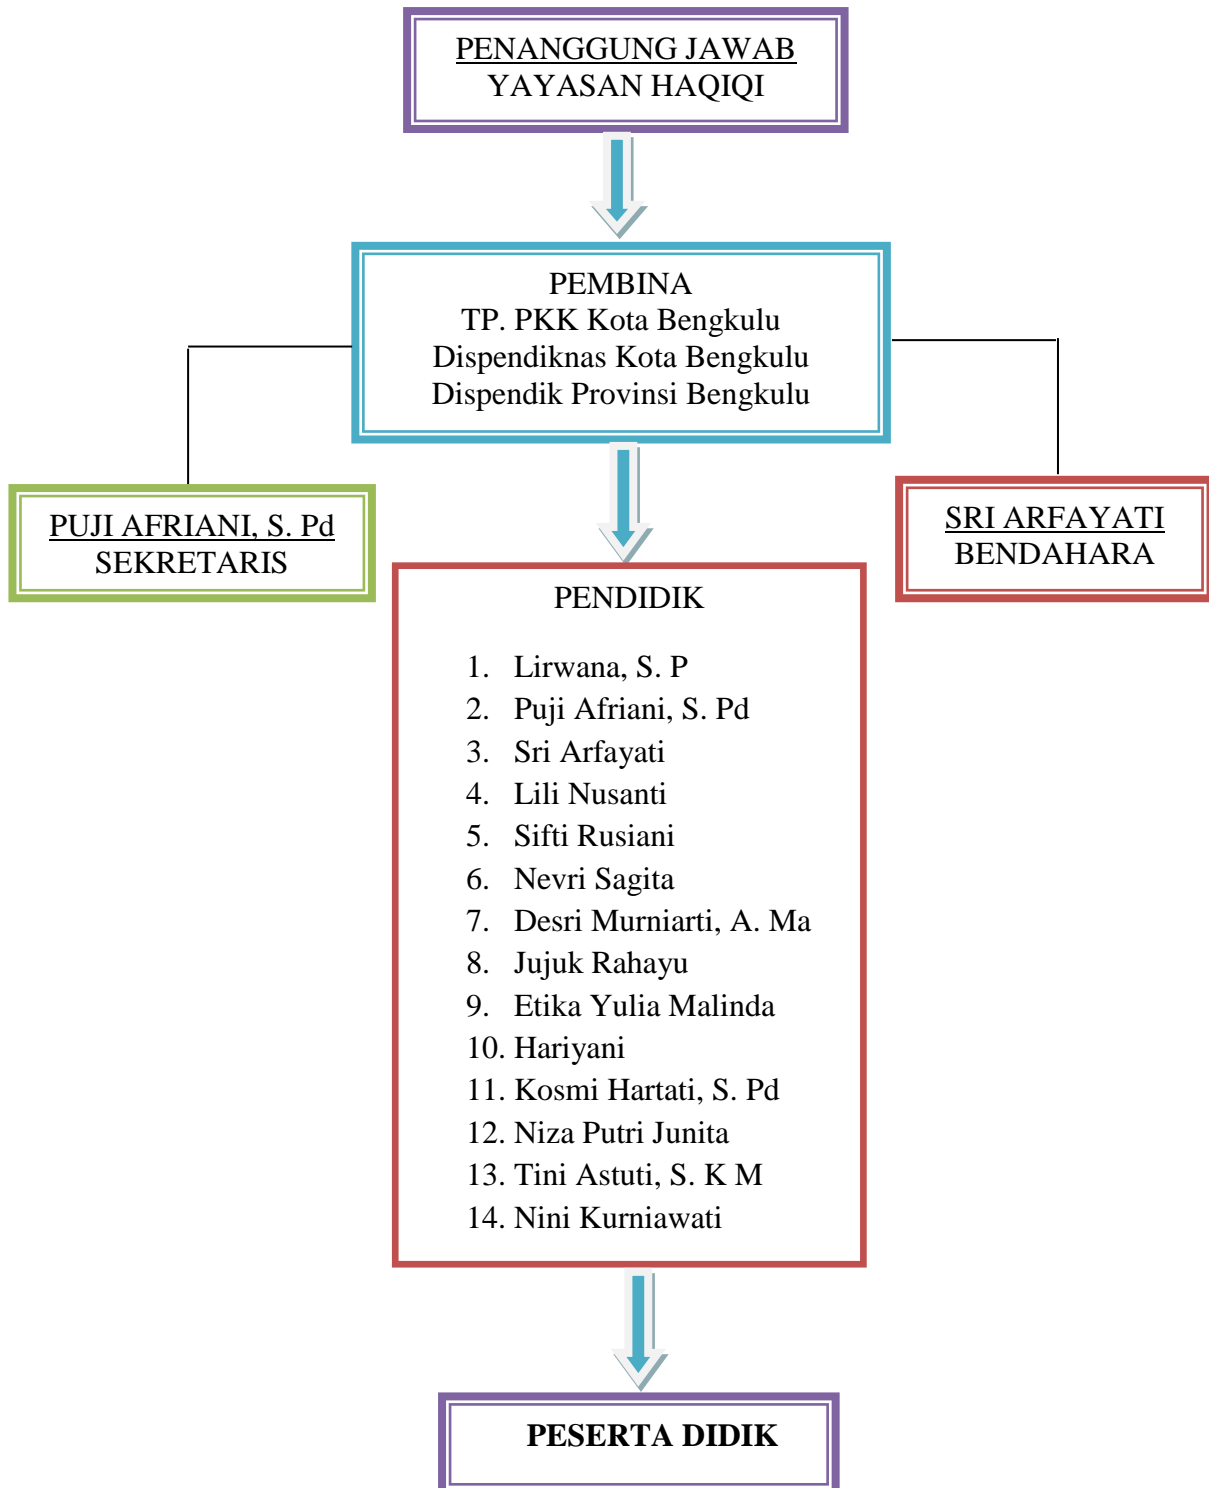 PENANGGUNG JAWAB
YAYASAN HAQIQI
PEMBINA
TP. PKK Kota Bengkulu
Dispendiknas Kota Bengkulu
Dispendik Provinsi Bengkulu
PUJI AFRIANI, S. Pd
SEKRETARIS
SRI ARFAYATI
BENDAHARA
PENDIDIK
1. Lirwana, S. P
2. Puji Afriani, S. Pd
3. Sri Arfayati
4. Lili Nusanti
5. Sifti Rusiani
6. Nevri Sagita
7. Desri Murniarti, A. Ma
8. Jujuk Rahayu
9. Etika Yulia Malinda
10. Hariyani
11. Kosmi Hartati, S. Pd
12. Niza Putri Junita
13. Tini Astuti, S. K M
14. Nini Kurniawati
PESERTA DIDIK